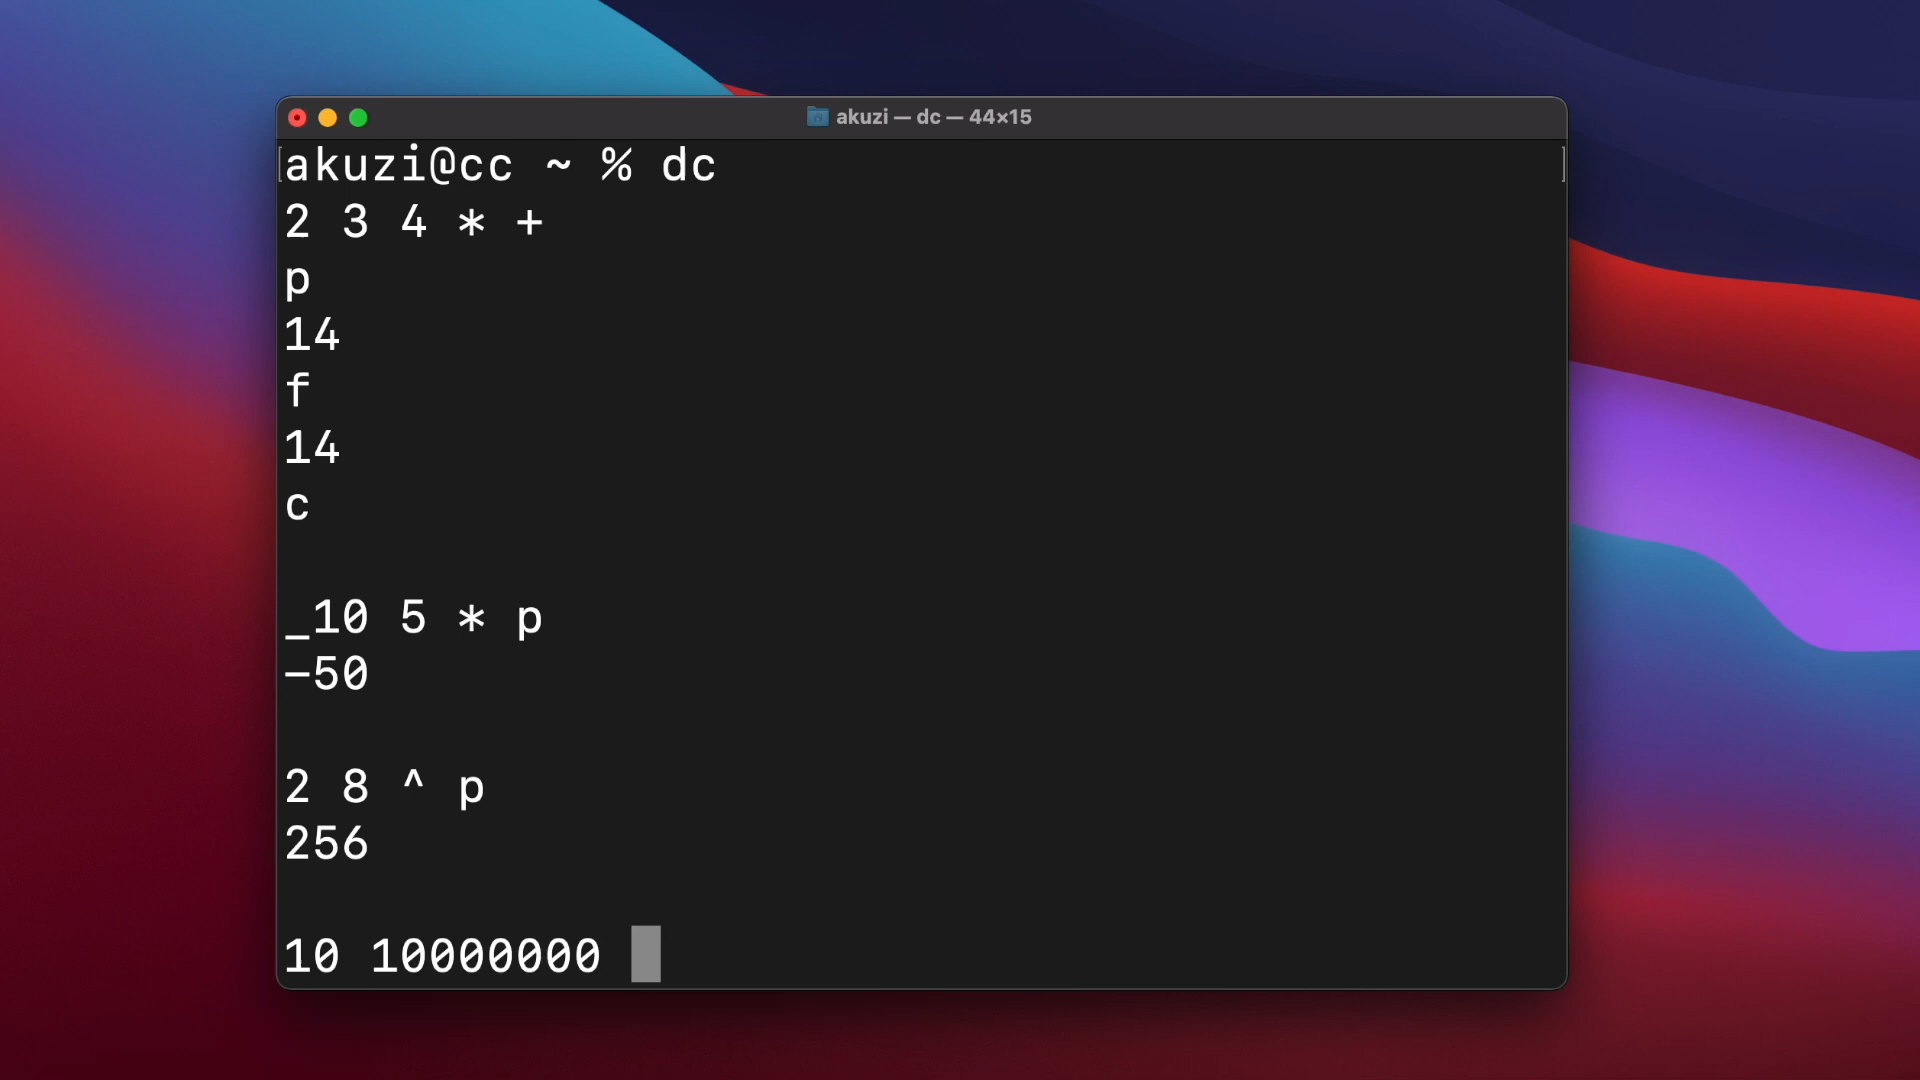 akuzi — dc — 44×15
akuzi@cc ~ % dc
2 3 4 * +
p
14
f
14
c
_10 5 * p
-50
2 8 ^ p
256
10 10000000